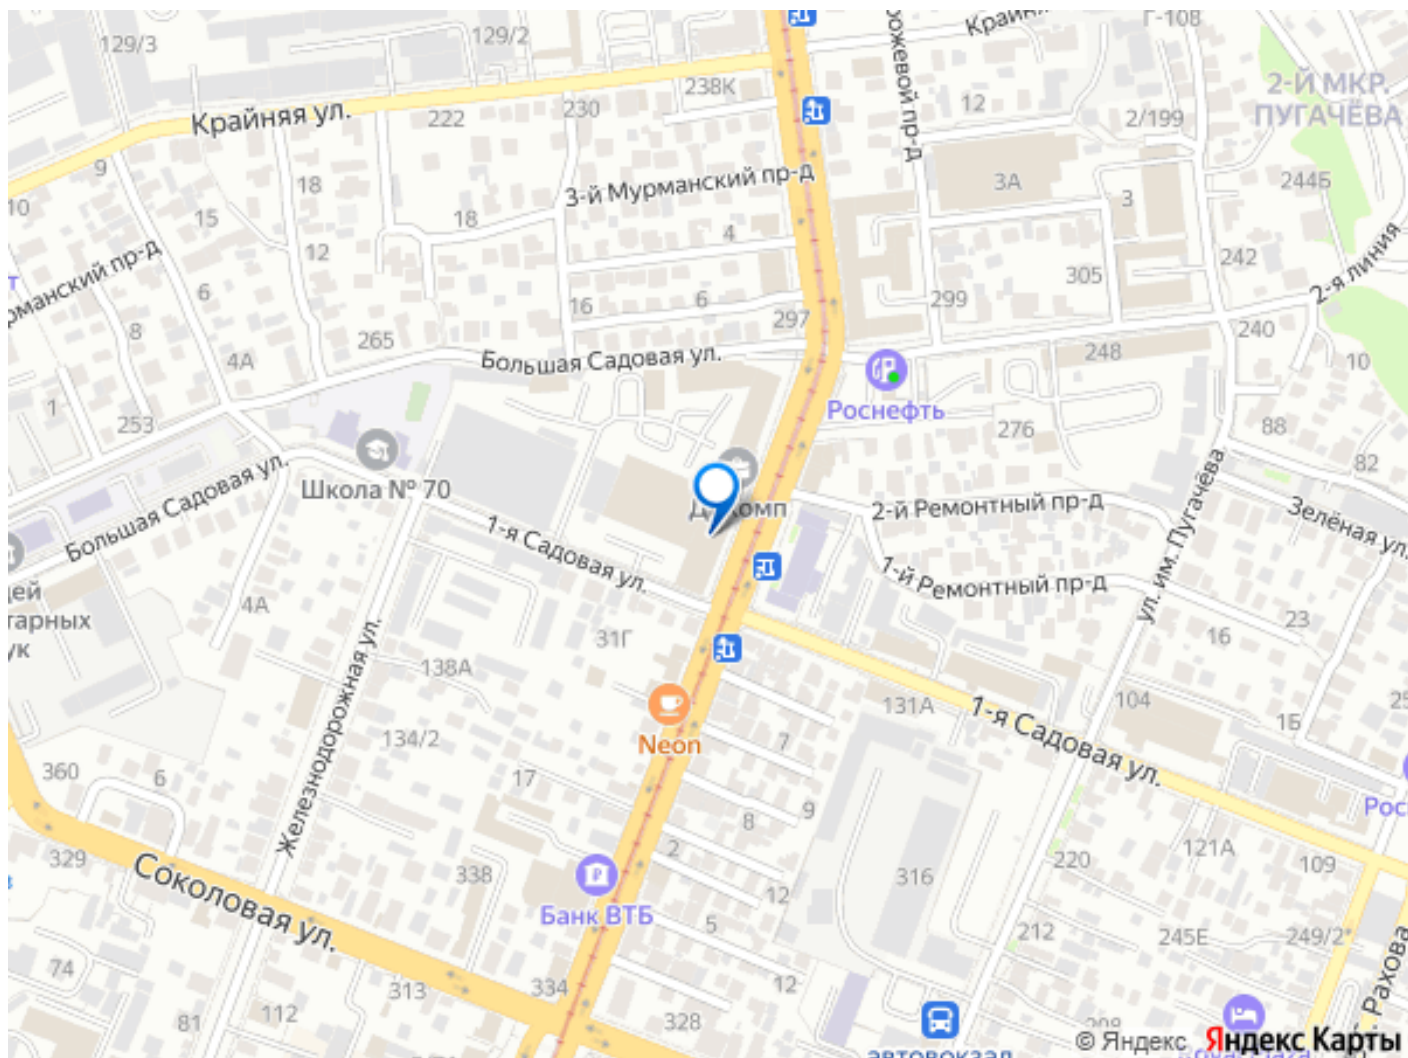 129/3
129/2
Г-108
238К
230
222
12
2/199
2-Й МКР.
ПУГАЧЁВА
Крайняя ул.
9
18
3-й Мурманский пр-д
3А
244Б
3
10
15
18
4
12
242
305
2-я линия
6
16
6
299
8
297
265
240
4А
Большая Садовая ул.
248
10
Роснефть
1
253
276
88
82
Школа № 70
Большая Садовая ул.
1-я Садовая ул.
2-й Ремонтный пр-д
ул. им. Пугачёва
Зелёная ул.
1-й Ремонтный пр-д
4А
31Г
23
16
138А
Железнодорожная ул.
131А
1-я Садовая ул.
104
1Б
134/2
Neon
7
360
6
17
9
8
329
2
338
316
220
121А
109
Соколовая ул.
12
Банк ВТБ
5
212
245Е
249/2
Рахова
74
12
334
313
112
81
328
автовокзал
© Яндекс Яндекс Карты